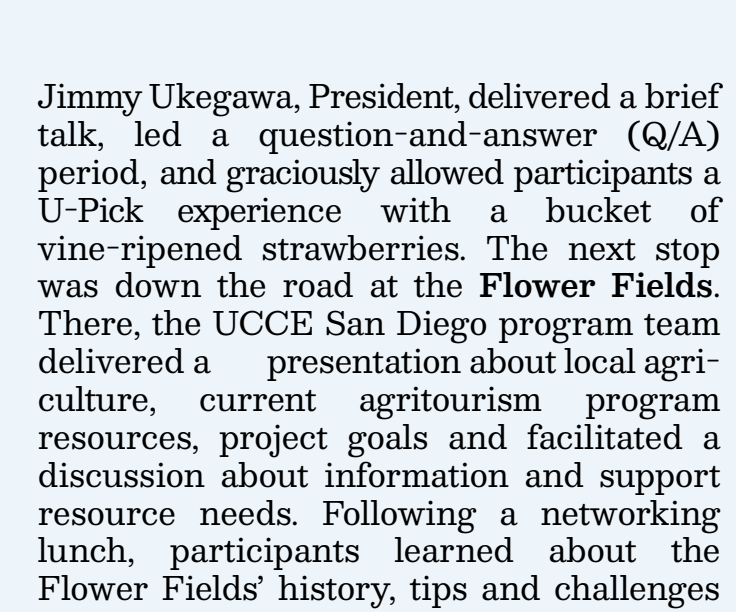 Jimmy Ukegawa, President, delivered a brief
talk, led a question-and-answer (Q/A)
period, and graciously allowed participants a
U-Pick experience with a bucket of
vine-ripened strawberries. The next stop
was down the road at the Flower Fields.
There, the UCCE San Diego program team
delivered a presentation about local agri-
culture, current agritourism program
resources, project goals and facilitated a
discussion about information and support
resource needs. Following a networking
lunch, participants learned about the
Flower Fields’ history, tips and challenges